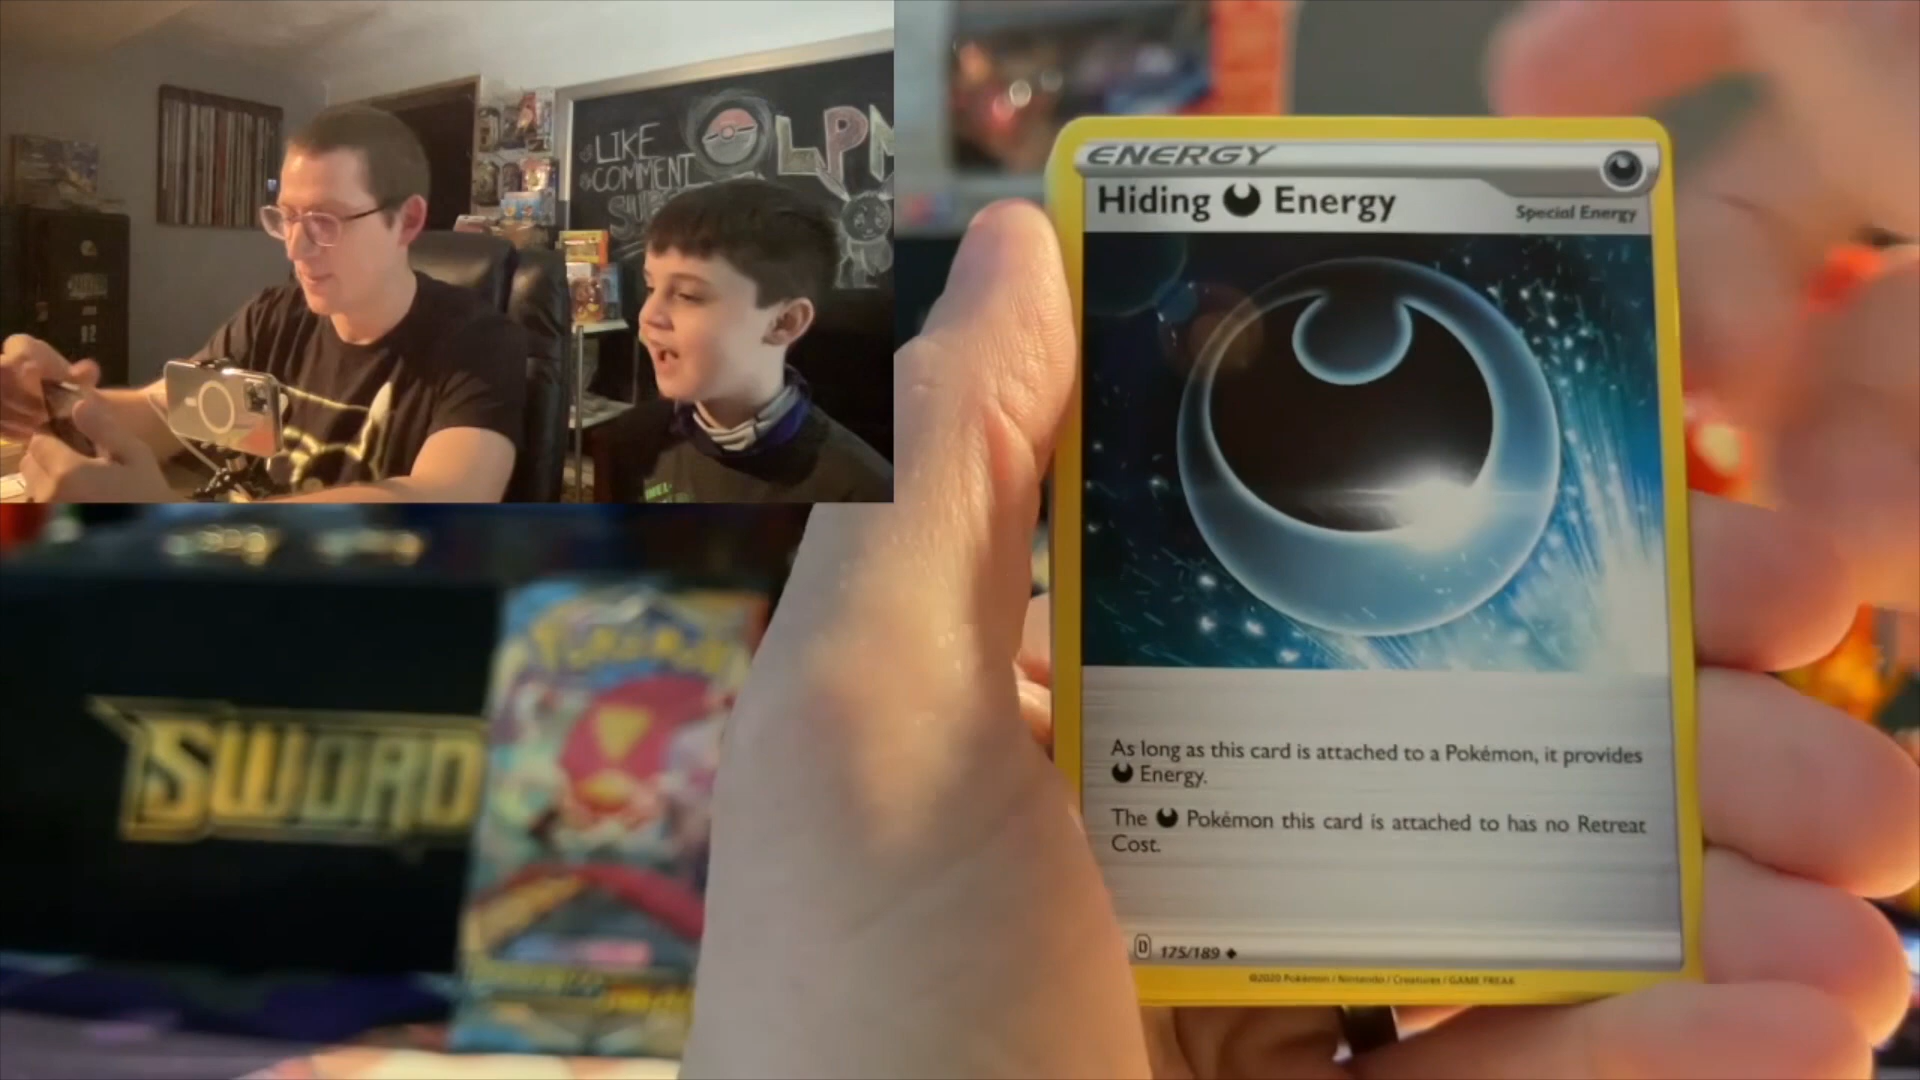 LIKE
COMMENT
LPM
SWORD
POKÉMON
ENERGY
Hiding Energy
Special Energy
As long as this card is attached to a Pokémon, it provides
Energy.
The Pokémon this card is attached to has no Retreat
Cost.
D 175/189
©2020 Pokémon / Nintendo / Creatures / GAME FREAK